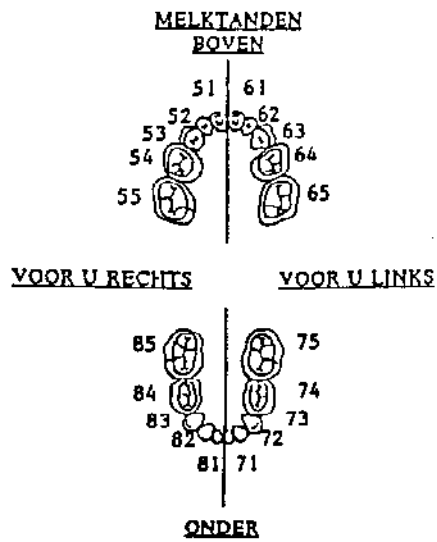 MELKTANDEN
BOVEN
51 61
52 62
53 63
54 64
55 65
VOOR U RECHTS VOOR U LINKS
85 75
84 74
83 73
82 72
81 71
ONDER